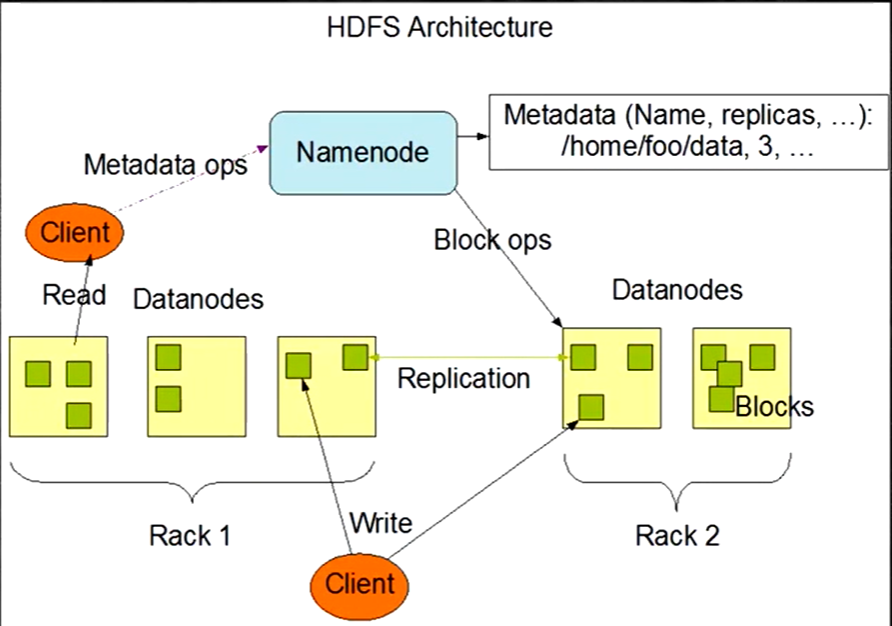 HDFS Architecture
Metadata (Name, replicas, ...):
/home/foo/data, 3, ...
Namenode
Metadata ops
Client
Block ops
Read
Datanodes
Datanodes
Replication
Blocks
Rack 1
Write
Rack 2
Client